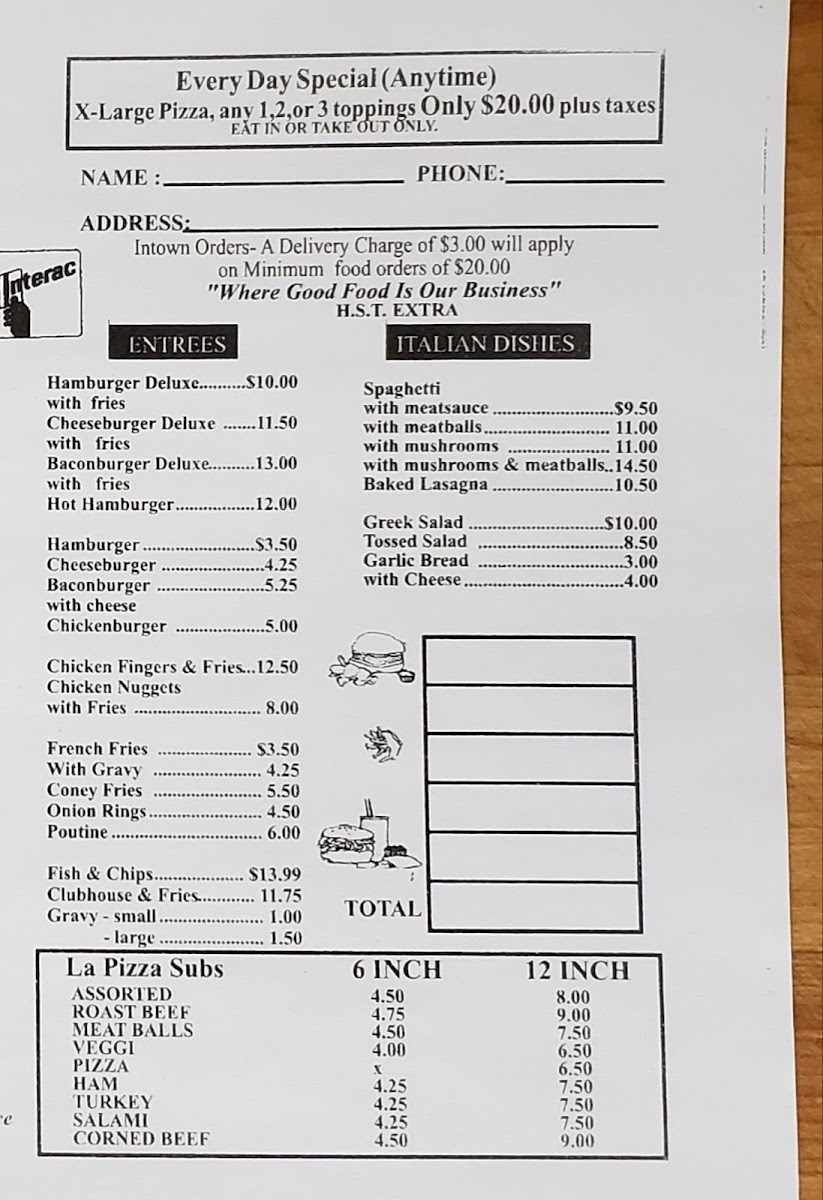 Every Day Special (Anytime)
X-Large Pizza, any 1,2,or 3 toppings Only $20.00 plus taxes
EAT IN OR TAKE OUT ONLY.
NAME :
PHONE:
ADDRESS:
Intown Orders- A Delivery Charge of $3.00 will apply
on Minimum food orders of $20.00
"Where Good Food Is Our Business"
H.S.T. EXTRA
Interac
ENTREES
Hamburger Deluxe..........$10.00
with fries
Cheeseburger Deluxe .......11.50
with fries
Baconburger Deluxe..........13.00
with fries
Hot Hamburger.................12.00
Hamburger........................$3.50
Cheeseburger ......................4.25
Baconburger .......................5.25
with cheese
Chickenburger ...................5.00
Chicken Fingers & Fries...12.50
Chicken Nuggets
with Fries ........................... 8.00
French Fries .................... $3.50
With Gravy ....................... 4.25
Coney Fries ....................... 5.50
Onion Rings........................ 4.50
Poutine ................................ 6.00
Fish & Chips................... $13.99
Clubhouse & Fries............ 11.75
Gravy - small ...................... 1.00
- large ...................... 1.50
ITALIAN DISHES
Spaghetti
with meatsauce ..........................$9.50
with meatballs........................... 11.00
with mushrooms ...................... 11.00
with mushrooms & meatballs..14.50
Baked Lasagna ..........................10.50
Greek Salad .............................$10.00
Tossed Salad ...............................8.50
Garlic Bread ...............................3.00
with Cheese..................................4.00
TOTAL
La Pizza Subs 6 INCH 12 INCH
ASSORTED 4.50 8.00
ROAST BEEF 4.75 9.00
MEAT BALLS 4.50 7.50
VEGGI 4.00 6.50
PIZZA x 6.50
HAM 4.25 7.50
TURKEY 4.25 7.50
SALAMI 4.25 7.50
CORNED BEEF 4.50 9.00